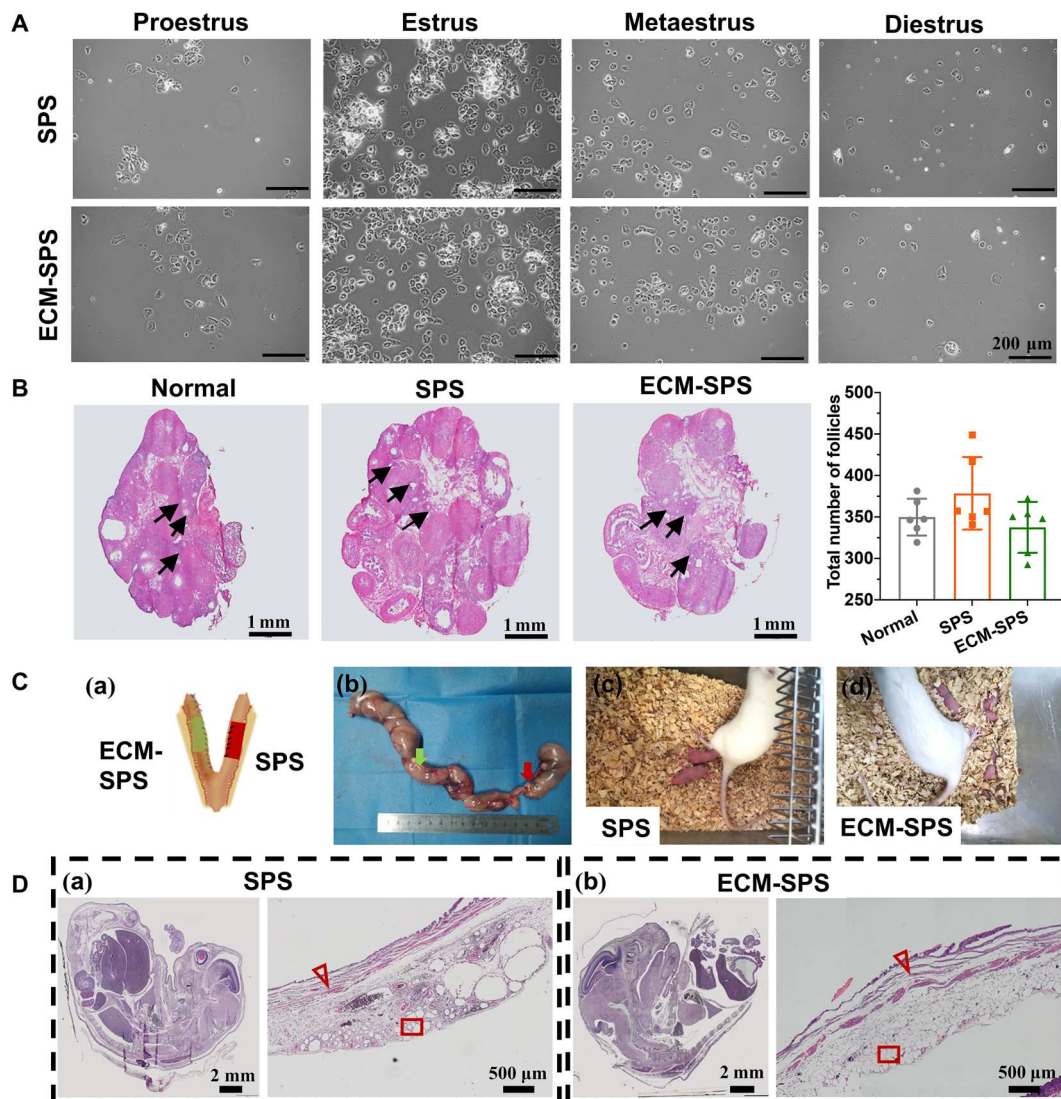 A
Proestrus
Estrus
Metaestrus
Diestrus
SPS
ECM-SPS
200 µm
B
Normal
SPS
ECM-SPS
1 mm
1 mm
1 mm
Total number of follicles
500
450
400
350
300
250
Normal
SPS
ECM-SPS
C
(a)
ECM-
SPS
SPS
(b)
(c)
SPS
(d)
ECM-SPS
D
(a)
SPS
2 mm
500 µm
(b)
ECM-SPS
2 mm
500 µm